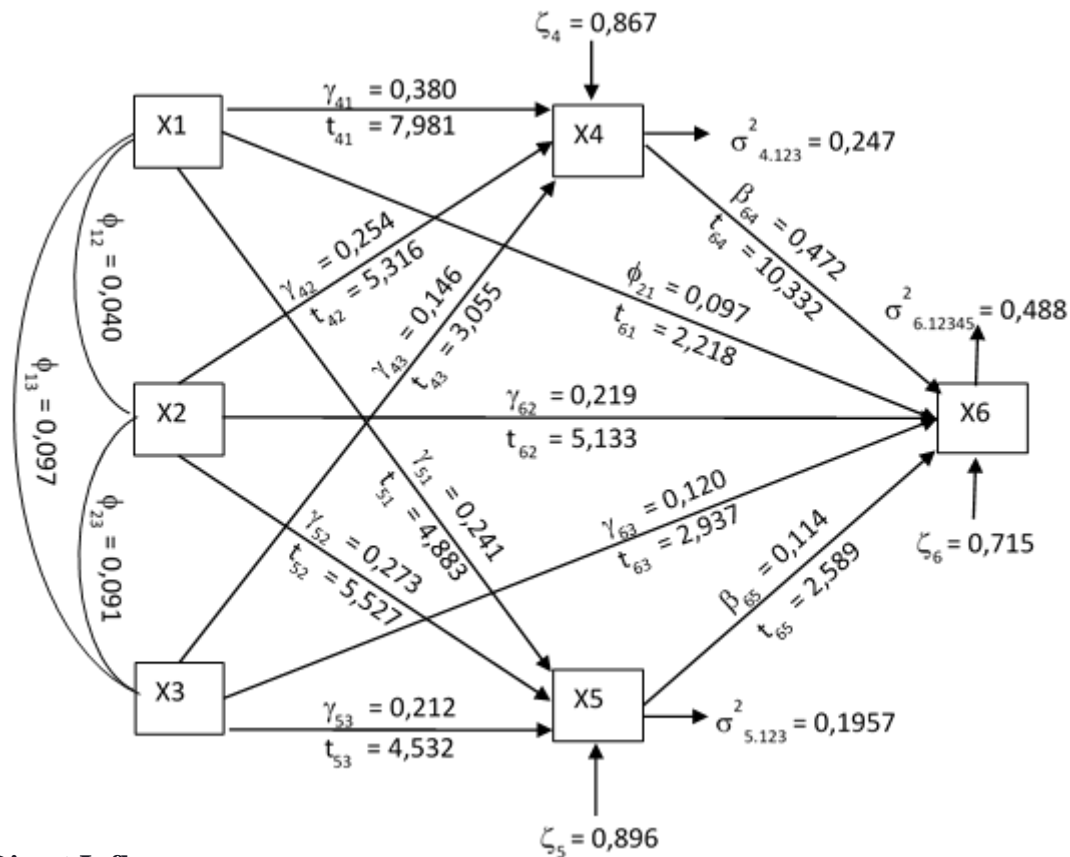 ζ₄ = 0,867
X1
γ₄₁ = 0,380
t₄₁ = 7,981
X4
σ²₄.₁₂₃ = 0,247
ϕ₁₂ = 0,040
γ₄₂ = 0,254
t₄₂ = 5,316
γ₄₃ = 0,146
t₄₃ = 3,055
ϕ₂₁ = 0,097
t₆₁ = 2,218
β₆₄ = 0,472
t₆₄ = 10,332
σ²₆.₁₂₃₄₅ = 0,488
ϕ₁₃ = 0,097
X2
γ₆₂ = 0,219
t₆₂ = 5,133
X6
ϕ₂₃ = 0,091
γ₅₂ = 0,273
t₅₂ = 5,527
γ₅₁ = 0,241
t₅₁ = 4,883
γ₆₃ = 0,120
t₆₃ = 2,937
β₆₅ = 0,114
t₆₅ = 2,589
ζ₆ = 0,715
X3
γ₅₃ = 0,212
t₅₃ = 4,532
X5
σ²₅.₁₂₃ = 0,1957
ζ₅ = 0,896